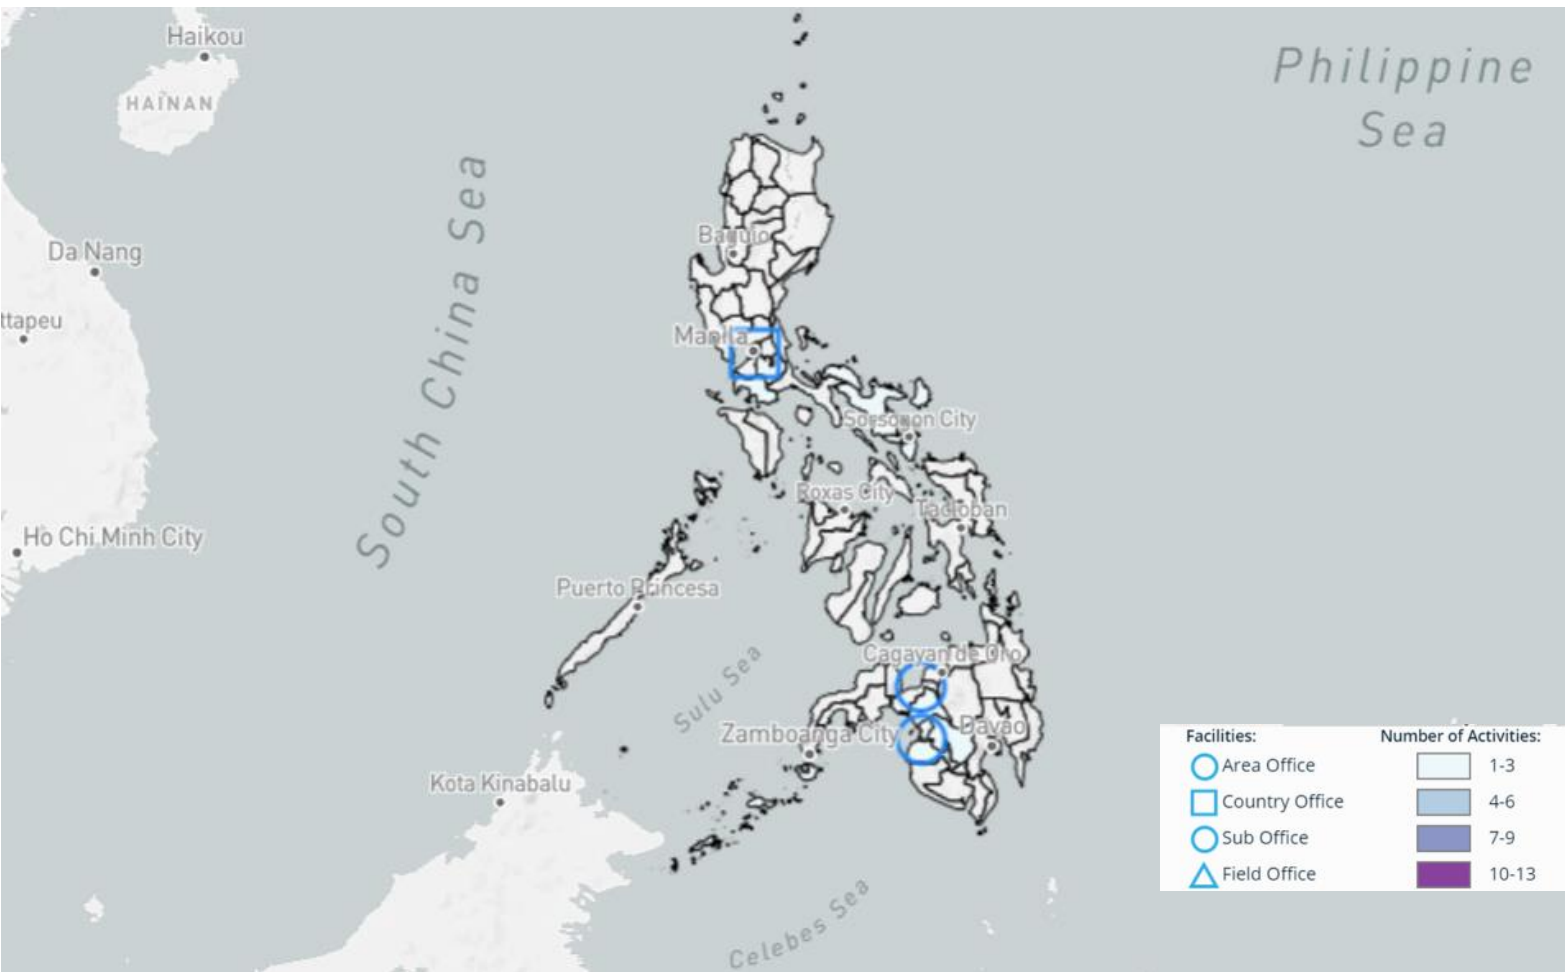 Haikou
HAINAN
Philippine
Sea
South China Sea
Da Nang
ttapeu
Baguio
Manila
Sorsogon City
Roxas City
Tacloban
Ho Chi Minh City
Puerto Princesa
Cagayan de Oro
Sulu Sea
Zamboanga City
Davao
Kota Kinabalu
Celebes Sea
Facilities:
Area Office
Country Office
Sub Office
Field Office
Number of Activities:
1-3
4-6
7-9
10-13